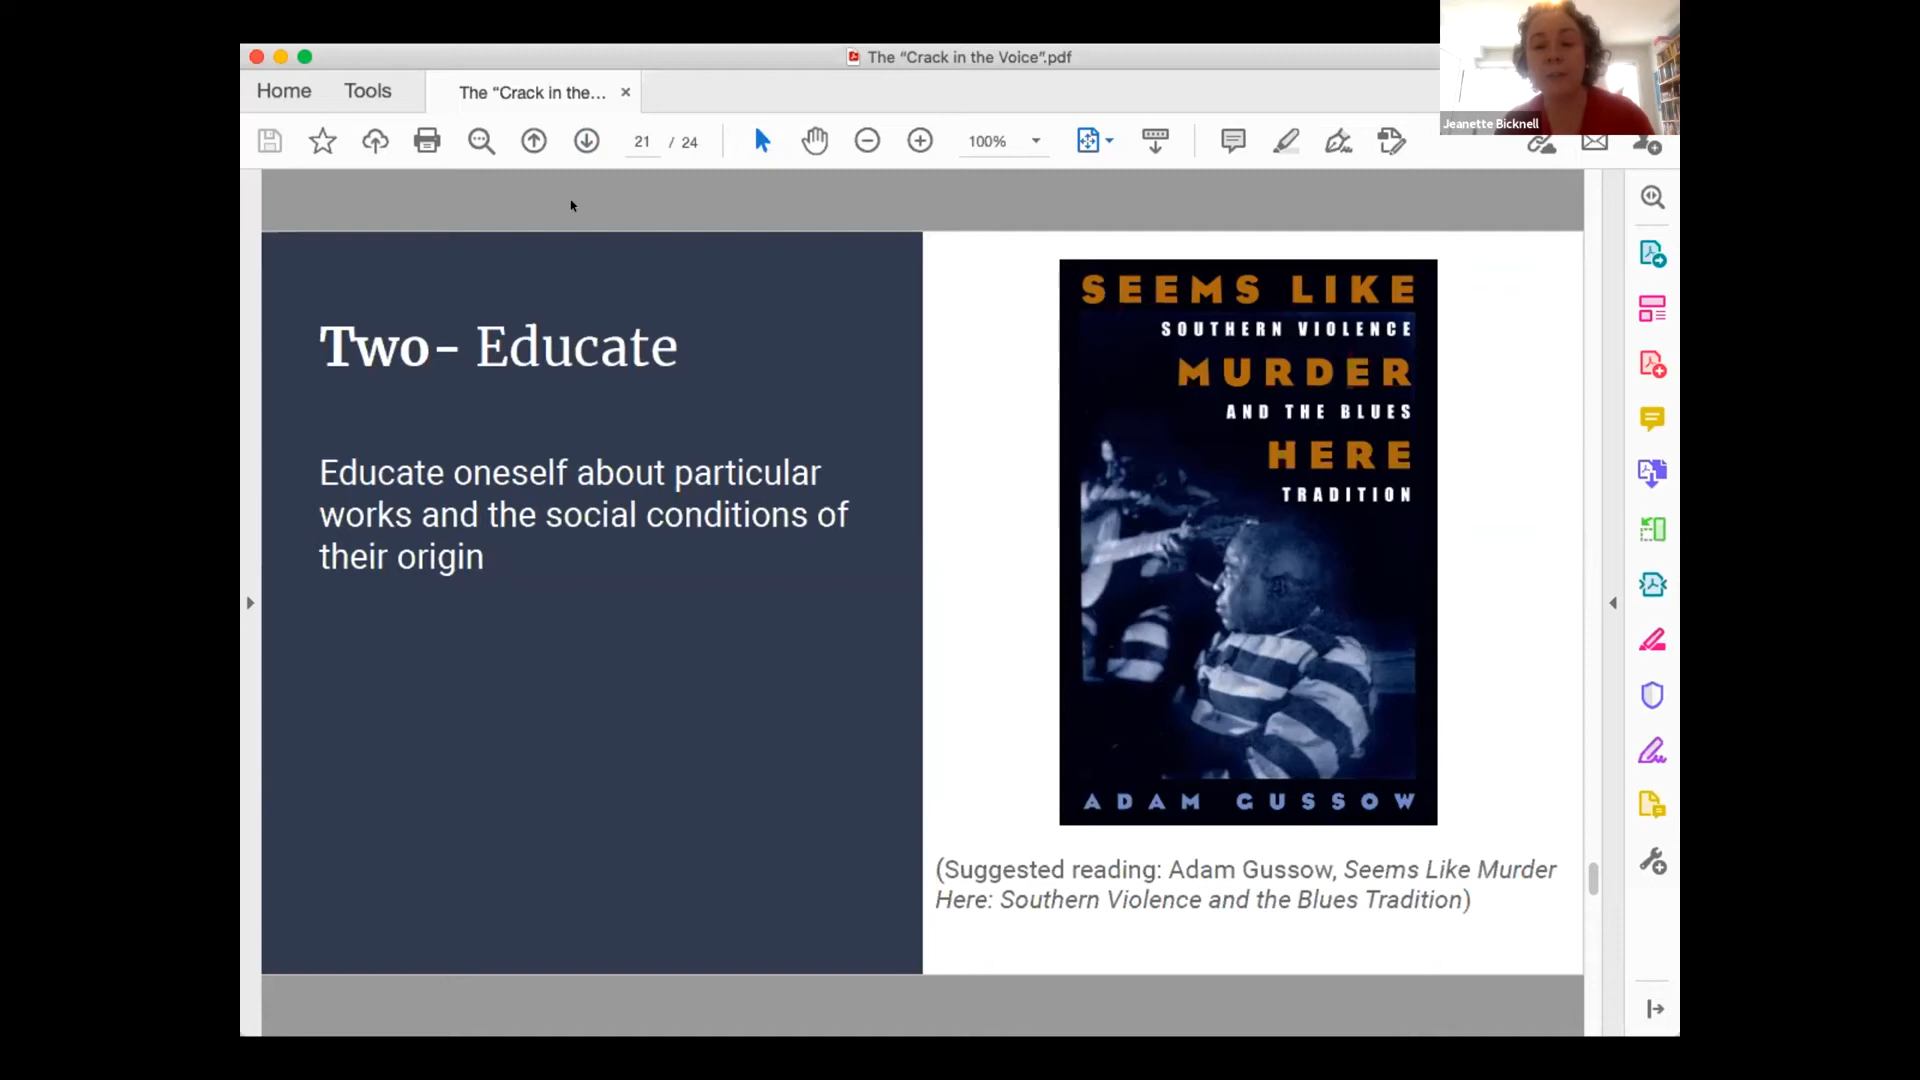 The “Crack in the Voice”.pdf
Home
Tools
The “Crack in the...
21 / 24
100%
Jeanette Bicknell
Two- Educate
Educate oneself about particular
works and the social conditions of
their origin
SEEMS LIKE
SOUTHERN VIOLENCE
MURDER
AND THE BLUES
HERE
TRADITION
ADAM GUSSOW
(Suggested reading: Adam Gussow, Seems Like Murder
Here: Southern Violence and the Blues Tradition)